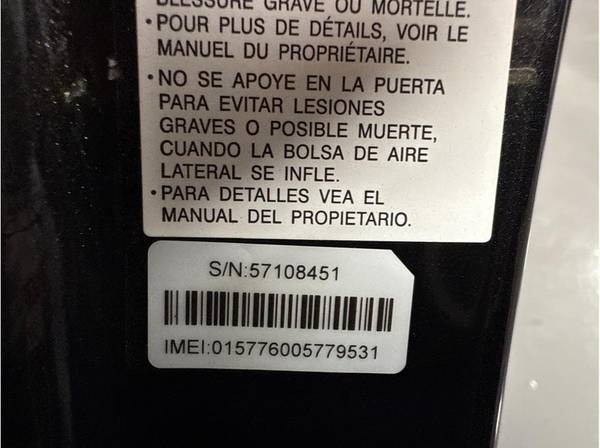 BLESSURE GRAVE OU MORTELLE.
•POUR PLUS DE DÉTAILS, VOIR LE
MANUEL DU PROPRIÉTAIRE.
•NO SE APOYE EN LA PUERTA
PARA EVITAR LESIONES
GRAVES O POSIBLE MUERTE,
CUANDO LA BOLSA DE AIRE
LATERAL SE INFLE.
•PARA DETALLES VEA EL
MANUAL DEL PROPIETARIO.
S/N:57108451
IMEI:015776005779531